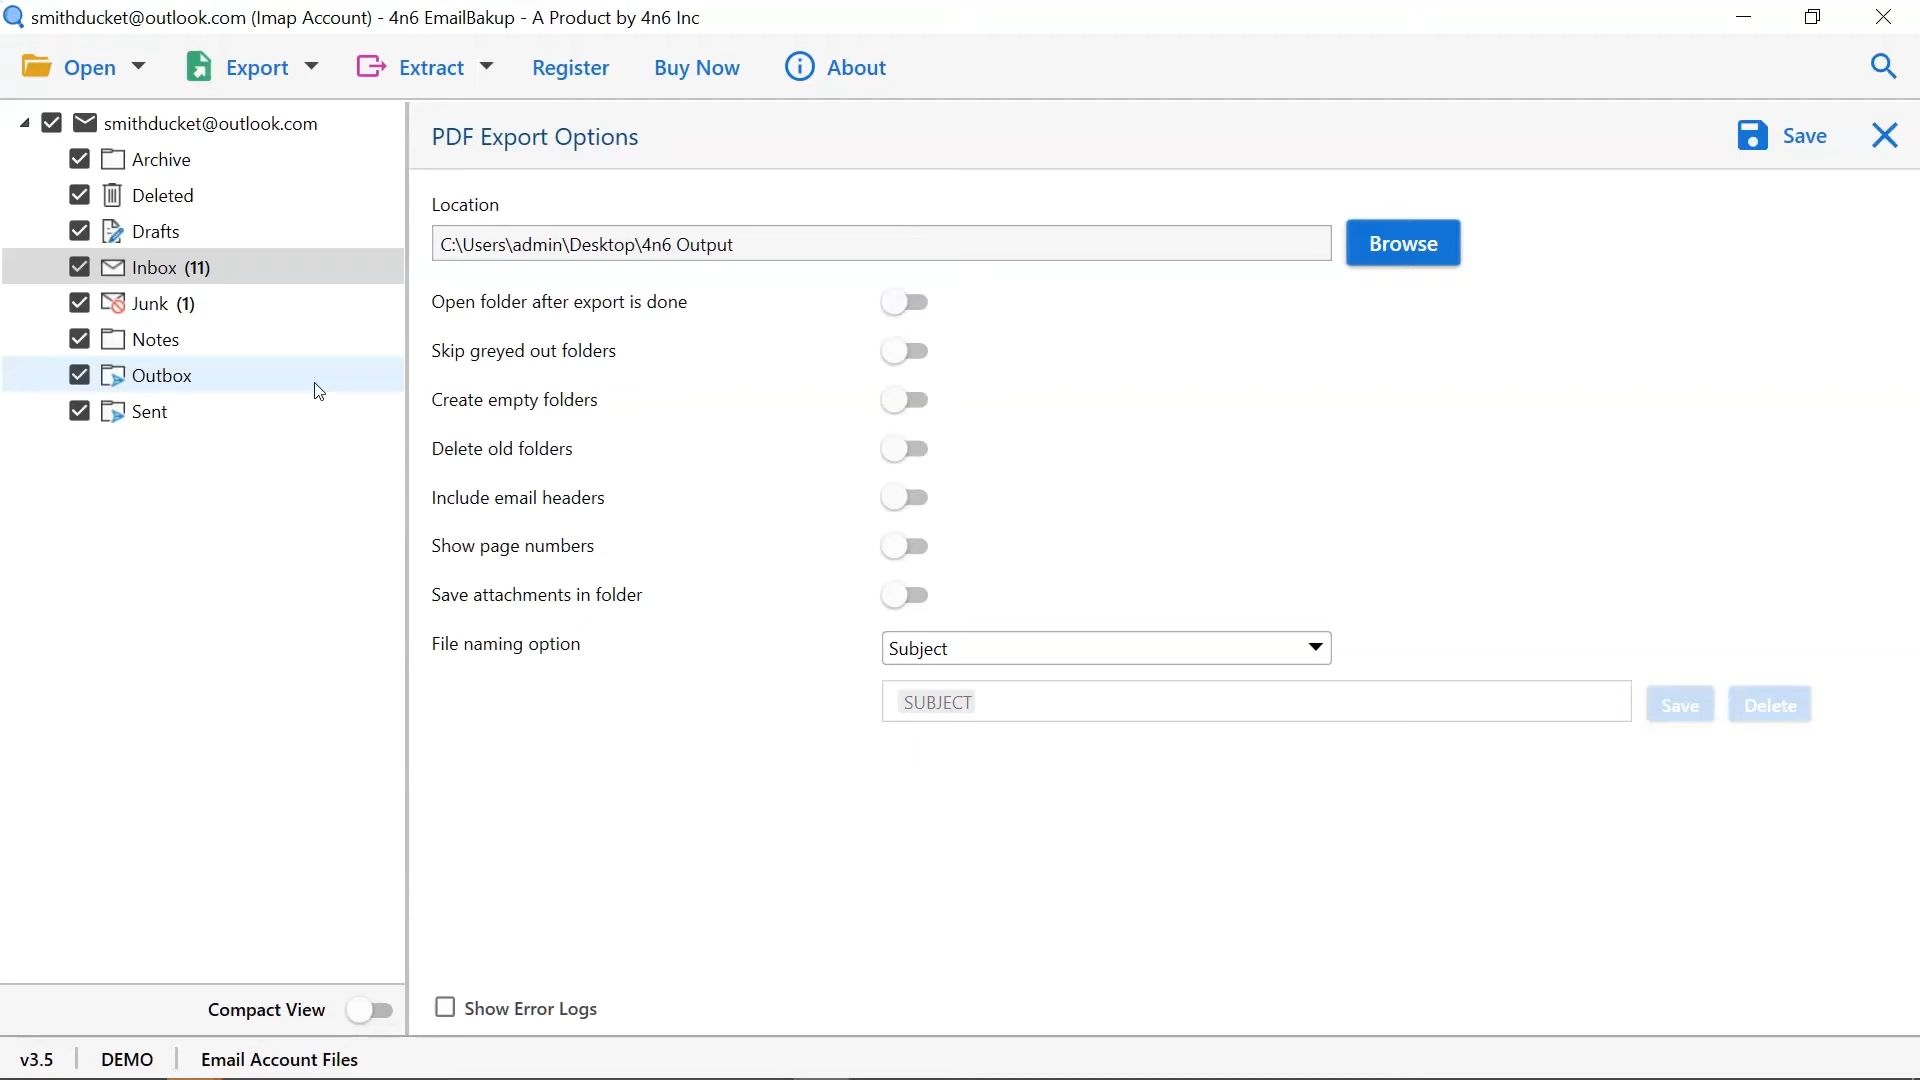 smithducket@outlook.com (Imap Account) - 4n6 EmailBakup - A Product by 4n6 Inc
Open Export Extract Register Buy Now About
smithducket@outlook.com
Archive
Deleted
Drafts
Inbox (11)
Junk (1)
Notes
Outbox
Sent
PDF Export Options
Save
Location
C:\Users\admin\Desktop\4n6 Output
Browse
Open folder after export is done
Skip greyed out folders
Create empty folders
Delete old folders
Include email headers
Show page numbers
Save attachments in folder
File naming option
Subject
SUBJECT
Save
Delete
Compact View
Show Error Logs
v3.5 DEMO Email Account Files